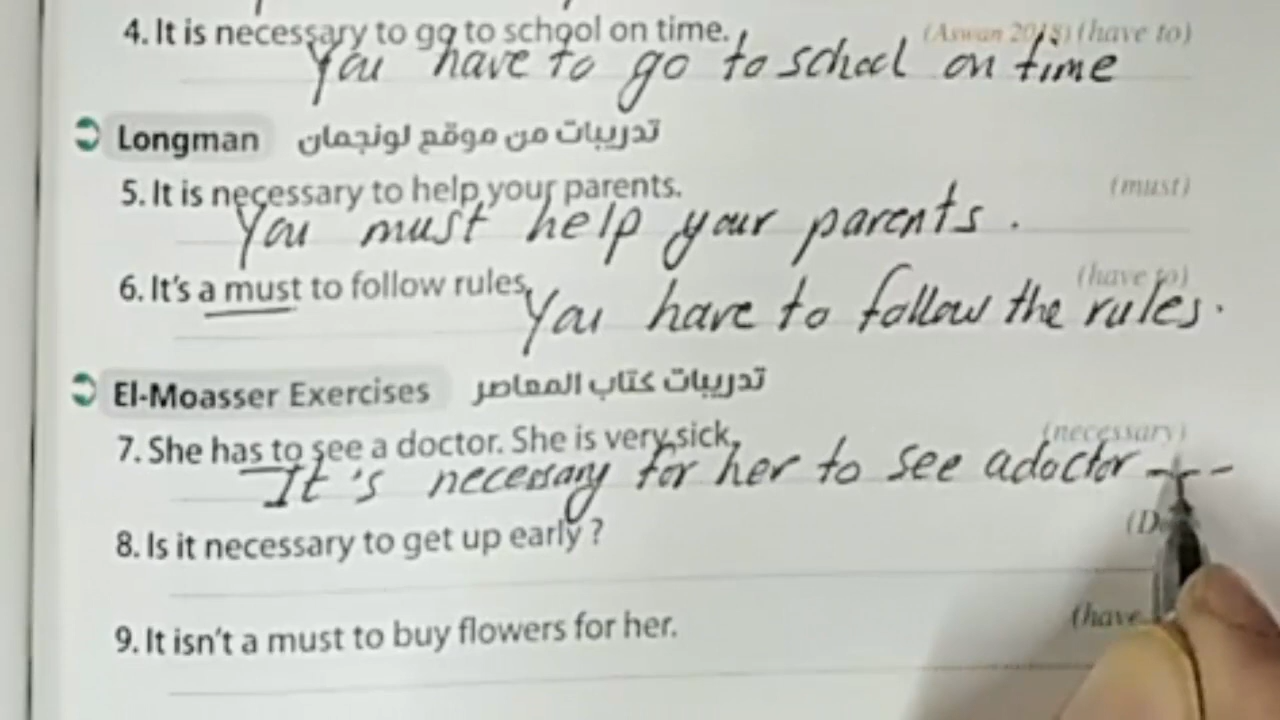 4. It is necessary to go to school on time. (Aswan 2018) (have to)
You have to go to school on time
Longman تدريبات من موقع لونجمان
5. It is necessary to help your parents. (must)
You must help your parents.
6. It's a must to follow rules. (have to)
You have to follow the rules.
El-Moasser Exercises تدريبات كتاب المعاصر
7. She has to see a doctor. She is very sick. (necessary)
It's necessary for her to see a doctor --
8. Is it necessary to get up early? (D
9. It isn't a must to buy flowers for her. (have